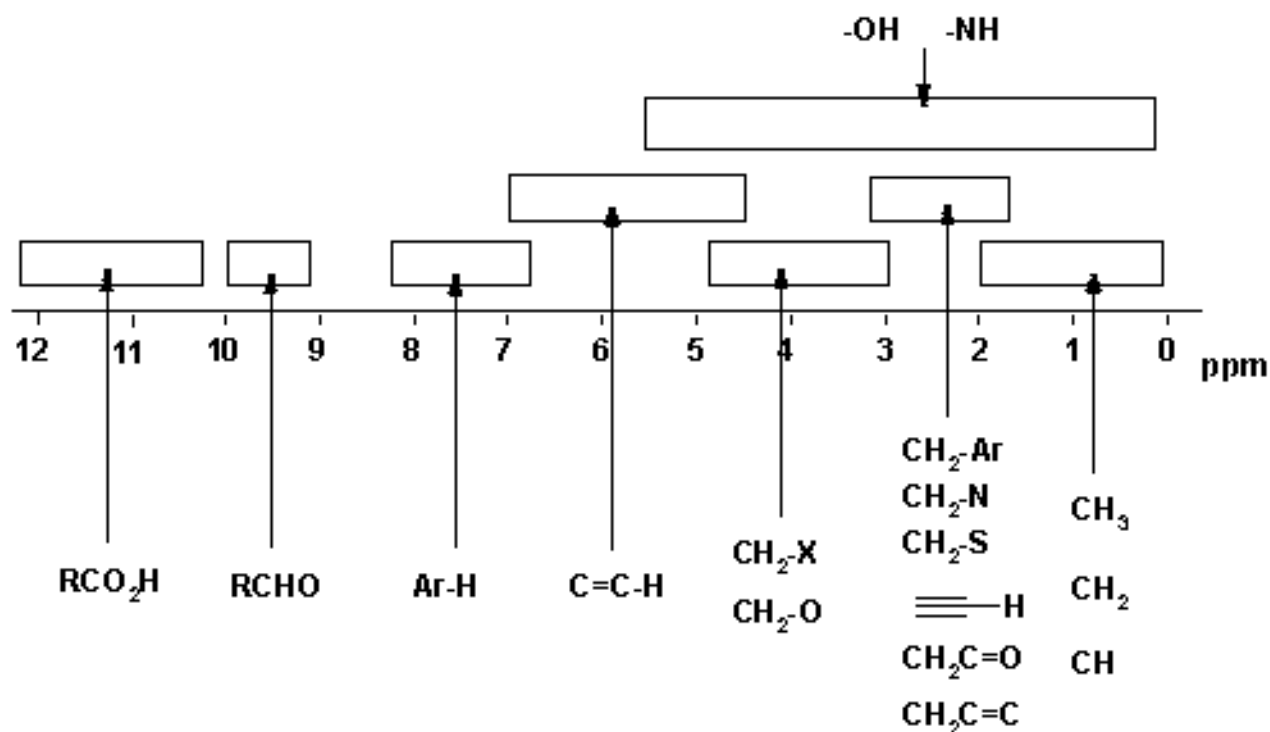 -OH -NH
12 11 10 9 8 7 6 5 4 3 2 1 0
ppm
RCO₂H
RCHO
Ar-H
C=C-H
CH₂-X
CH₂-O
CH₂-Ar
CH₂-N
CH₂-S
≡—H
CH₂C=O
CH₂C=C
CH₃
CH₂
CH